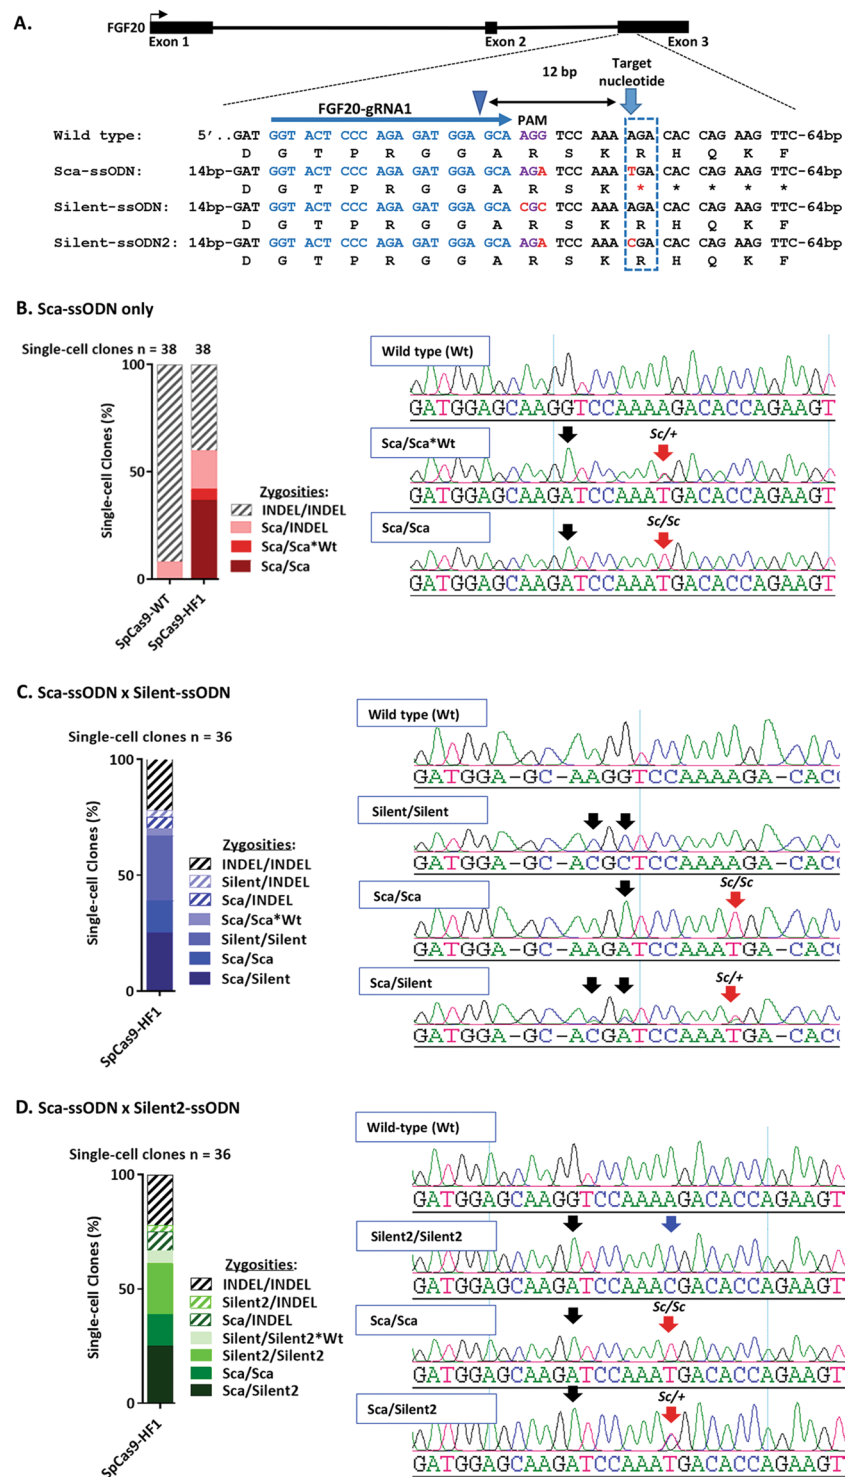 A.
FGF20
Exon 1
Exon 2
Exon 3
12 bp
Target
nucleotide
FGF20-gRNA1
PAM
Wild type: 5'..GAT GGT ACT CCC AGA GAT GGA GCA AGG TCC AAA AGA CAC CAG AAG TTC-64bp
D G T P R G G A R S K R H Q K F
Sca-ssODN: 14bp-GAT GGT ACT CCC AGA GAT GGA GCA AGA TCC AAA TGA CAC CAG AAG TTC-64bp
D G T P R G G A R S K * * * * *
Silent-ssODN: 14bp-GAT GGT ACT CCC AGA GAT GGA GCA CGC TCC AAA AGA CAC CAG AAG TTC-64bp
D G T P R G G A R S K R H Q K F
Silent-ssODN2: 14bp-GAT GGT ACT CCC AGA GAT GGA GCA AGA TCC AAA CGA CAC CAG AAG TTC-64bp
D G T P R G G A R S K R H Q K F
B. Sca-ssODN only
Single-cell clones n = 38 38
100
50
0
Single-cell Clones (%)
SpCas9-WT
SpCas9-HF1
Zygosities:
INDEL/INDEL
Sca/INDEL
Sca/Sca*Wt
Sca/Sca
Wild type (Wt)
GATGGAGCAAGGTCCAAAAGACACCAGAAGT
Sca/Sca*Wt
Sc/+
GATGGAGCAAGATCCAAATGACACCAGAAGT
Sca/Sca
Sc/Sc
GATGGAGCAAGATCCAAATGACACCAGAAGT
C. Sca-ssODN x Silent-ssODN
Single-cell clones n = 36
100
50
0
Single-cell Clones (%)
SpCas9-HF1
Zygosities:
INDEL/INDEL
Silent/INDEL
Sca/INDEL
Sca/Sca*Wt
Silent/Silent
Sca/Sca
Sca/Silent
Wild type (Wt)
GATGGA-GC-AAGGTCCAAAAGA-CAC
Silent/Silent
GATGGA-GC-ACGCTCCAAAAGA-CAC
Sca/Sca
Sc/Sc
GATGGA-GC-AAGATCCAAATGA-CAC
Sca/Silent
Sc/+
GATGGA-GC-ACGATCCAAATGA-CAC
D. Sca-ssODN x Silent2-ssODN
Single-cell clones n = 36
100
50
0
Single-cell Clones (%)
SpCas9-HF1
Zygosities:
INDEL/INDEL
Silent2/INDEL
Sca/INDEL
Silent/Silent2*Wt
Silent2/Silent2
Sca/Sca
Sca/Silent2
Wild-type (Wt)
GATGGAGCAAGGTCCAAAAGACACCAGAAGTT
Silent2/Silent2
GATGGAGCAAGATCCAAACGACACCAGAAGTT
Sca/Sca
Sc/Sc
GATGGAGCAAGATCCAAATGACACCAGAAGTT
Sca/Silent2
Sc/+
GATGGAGCAAGATCCAAATGACACCAGAAGTT